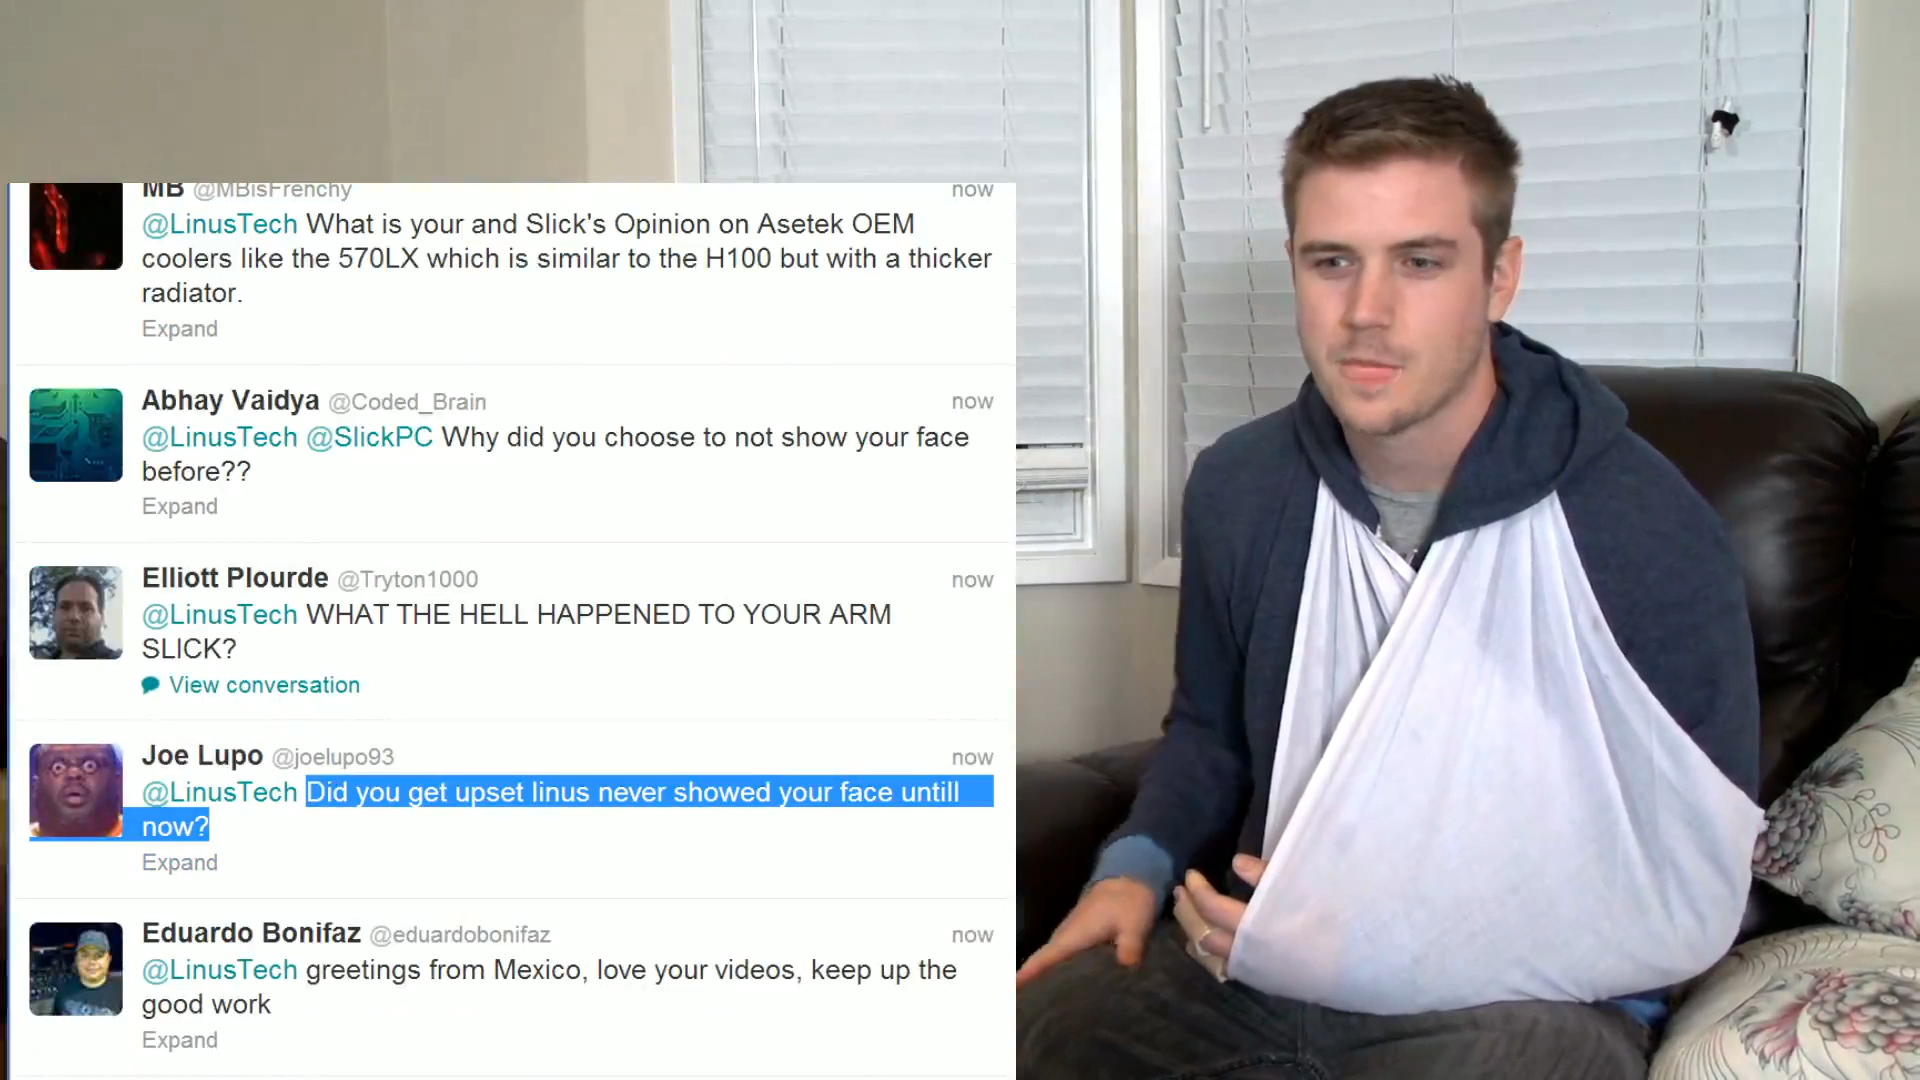 MB @MBisFrenchy now
@LinusTech What is your and Slick's Opinion on Asetek OEM
coolers like the 570LX which is similar to the H100 but with a thicker
radiator.
Expand
Abhay Vaidya @Coded_Brain now
@LinusTech @SlickPC Why did you choose to not show your face
before??
Expand
Elliott Plourde @Tryton1000 now
@LinusTech WHAT THE HELL HAPPENED TO YOUR ARM
SLICK?
View conversation
Joe Lupo @joelupo93 now
@LinusTech Did you get upset linus never showed your face untill
now?
Expand
Eduardo Bonifaz @eduardobonifaz now
@LinusTech greetings from Mexico, love your videos, keep up the
good work
Expand